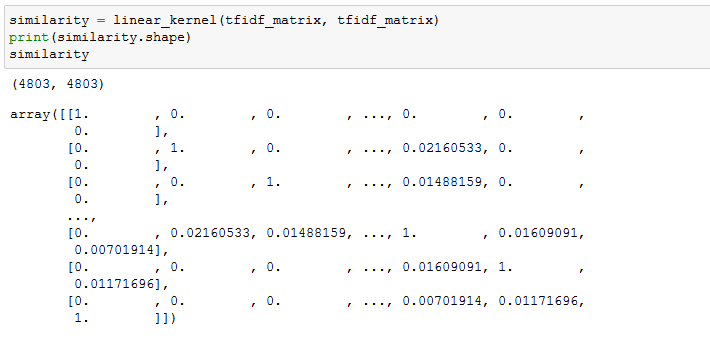 similarity = linear_kernel(tfidf_matrix, tfidf_matrix)
print(similarity.shape)
similarity
(4803, 4803)
array([[1.        , 0.        , 0.        , ..., 0.        , 0.        ,
        0.        ],
       [0.        , 1.        , 0.        , ..., 0.02160533, 0.        ,
        0.        ],
       [0.        , 0.        , 1.        , ..., 0.01488159, 0.        ,
        0.        ],
       ...,
       [0.        , 0.02160533, 0.01488159, ..., 1.        , 0.01609091,
        0.00701914],
       [0.        , 0.        , 0.        , ..., 0.01609091, 1.        ,
        0.01171696],
       [0.        , 0.        , 0.        , ..., 0.00701914, 0.01171696,
        1.        ]])